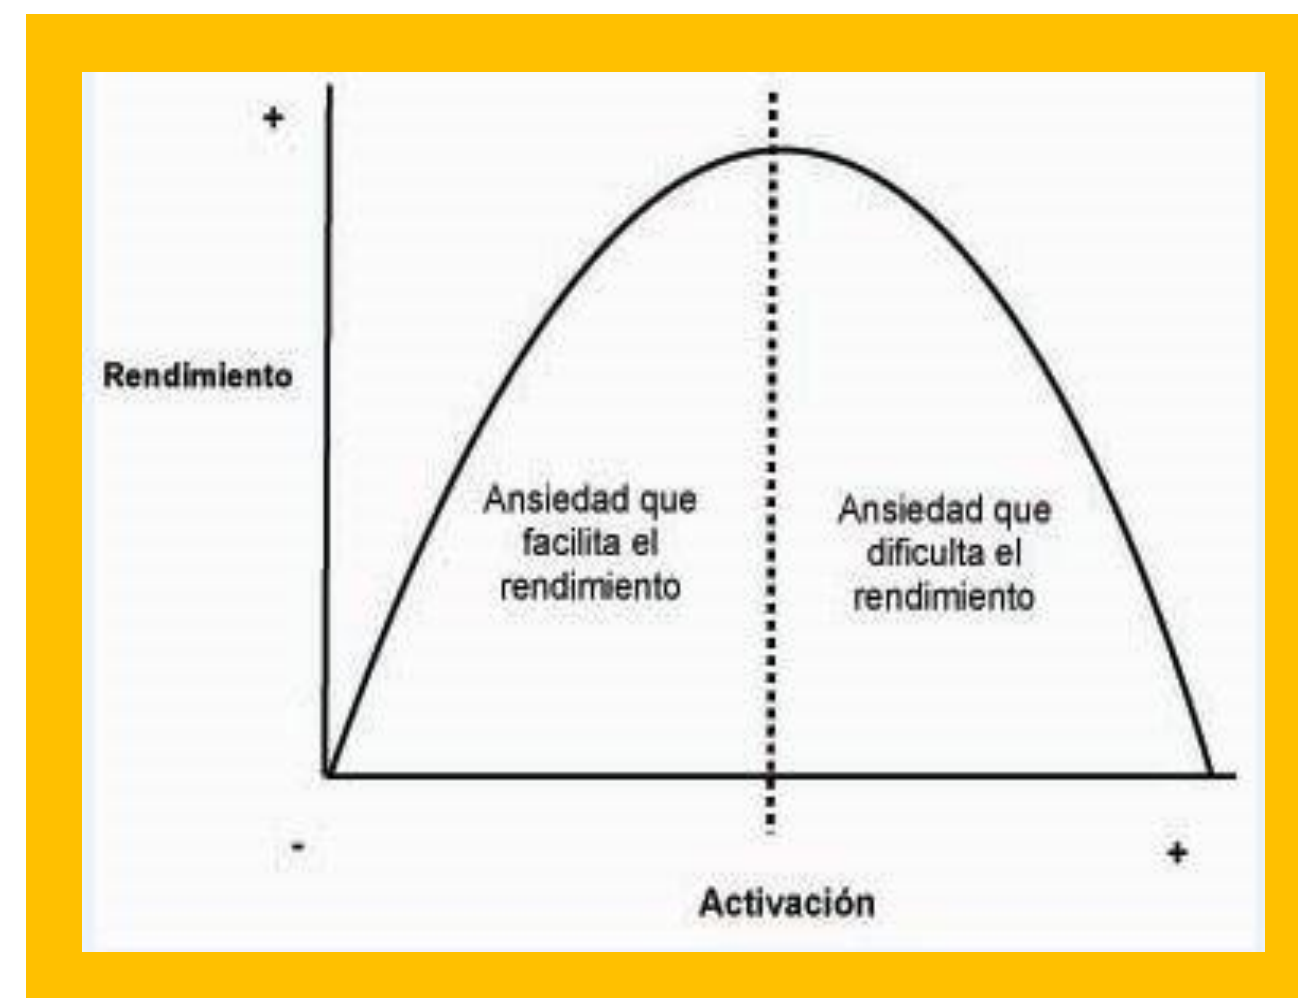 +
Rendimiento
Ansiedad que
facilita el
rendimiento
Ansiedad que
dificulta el
rendimiento
-
+
Activación